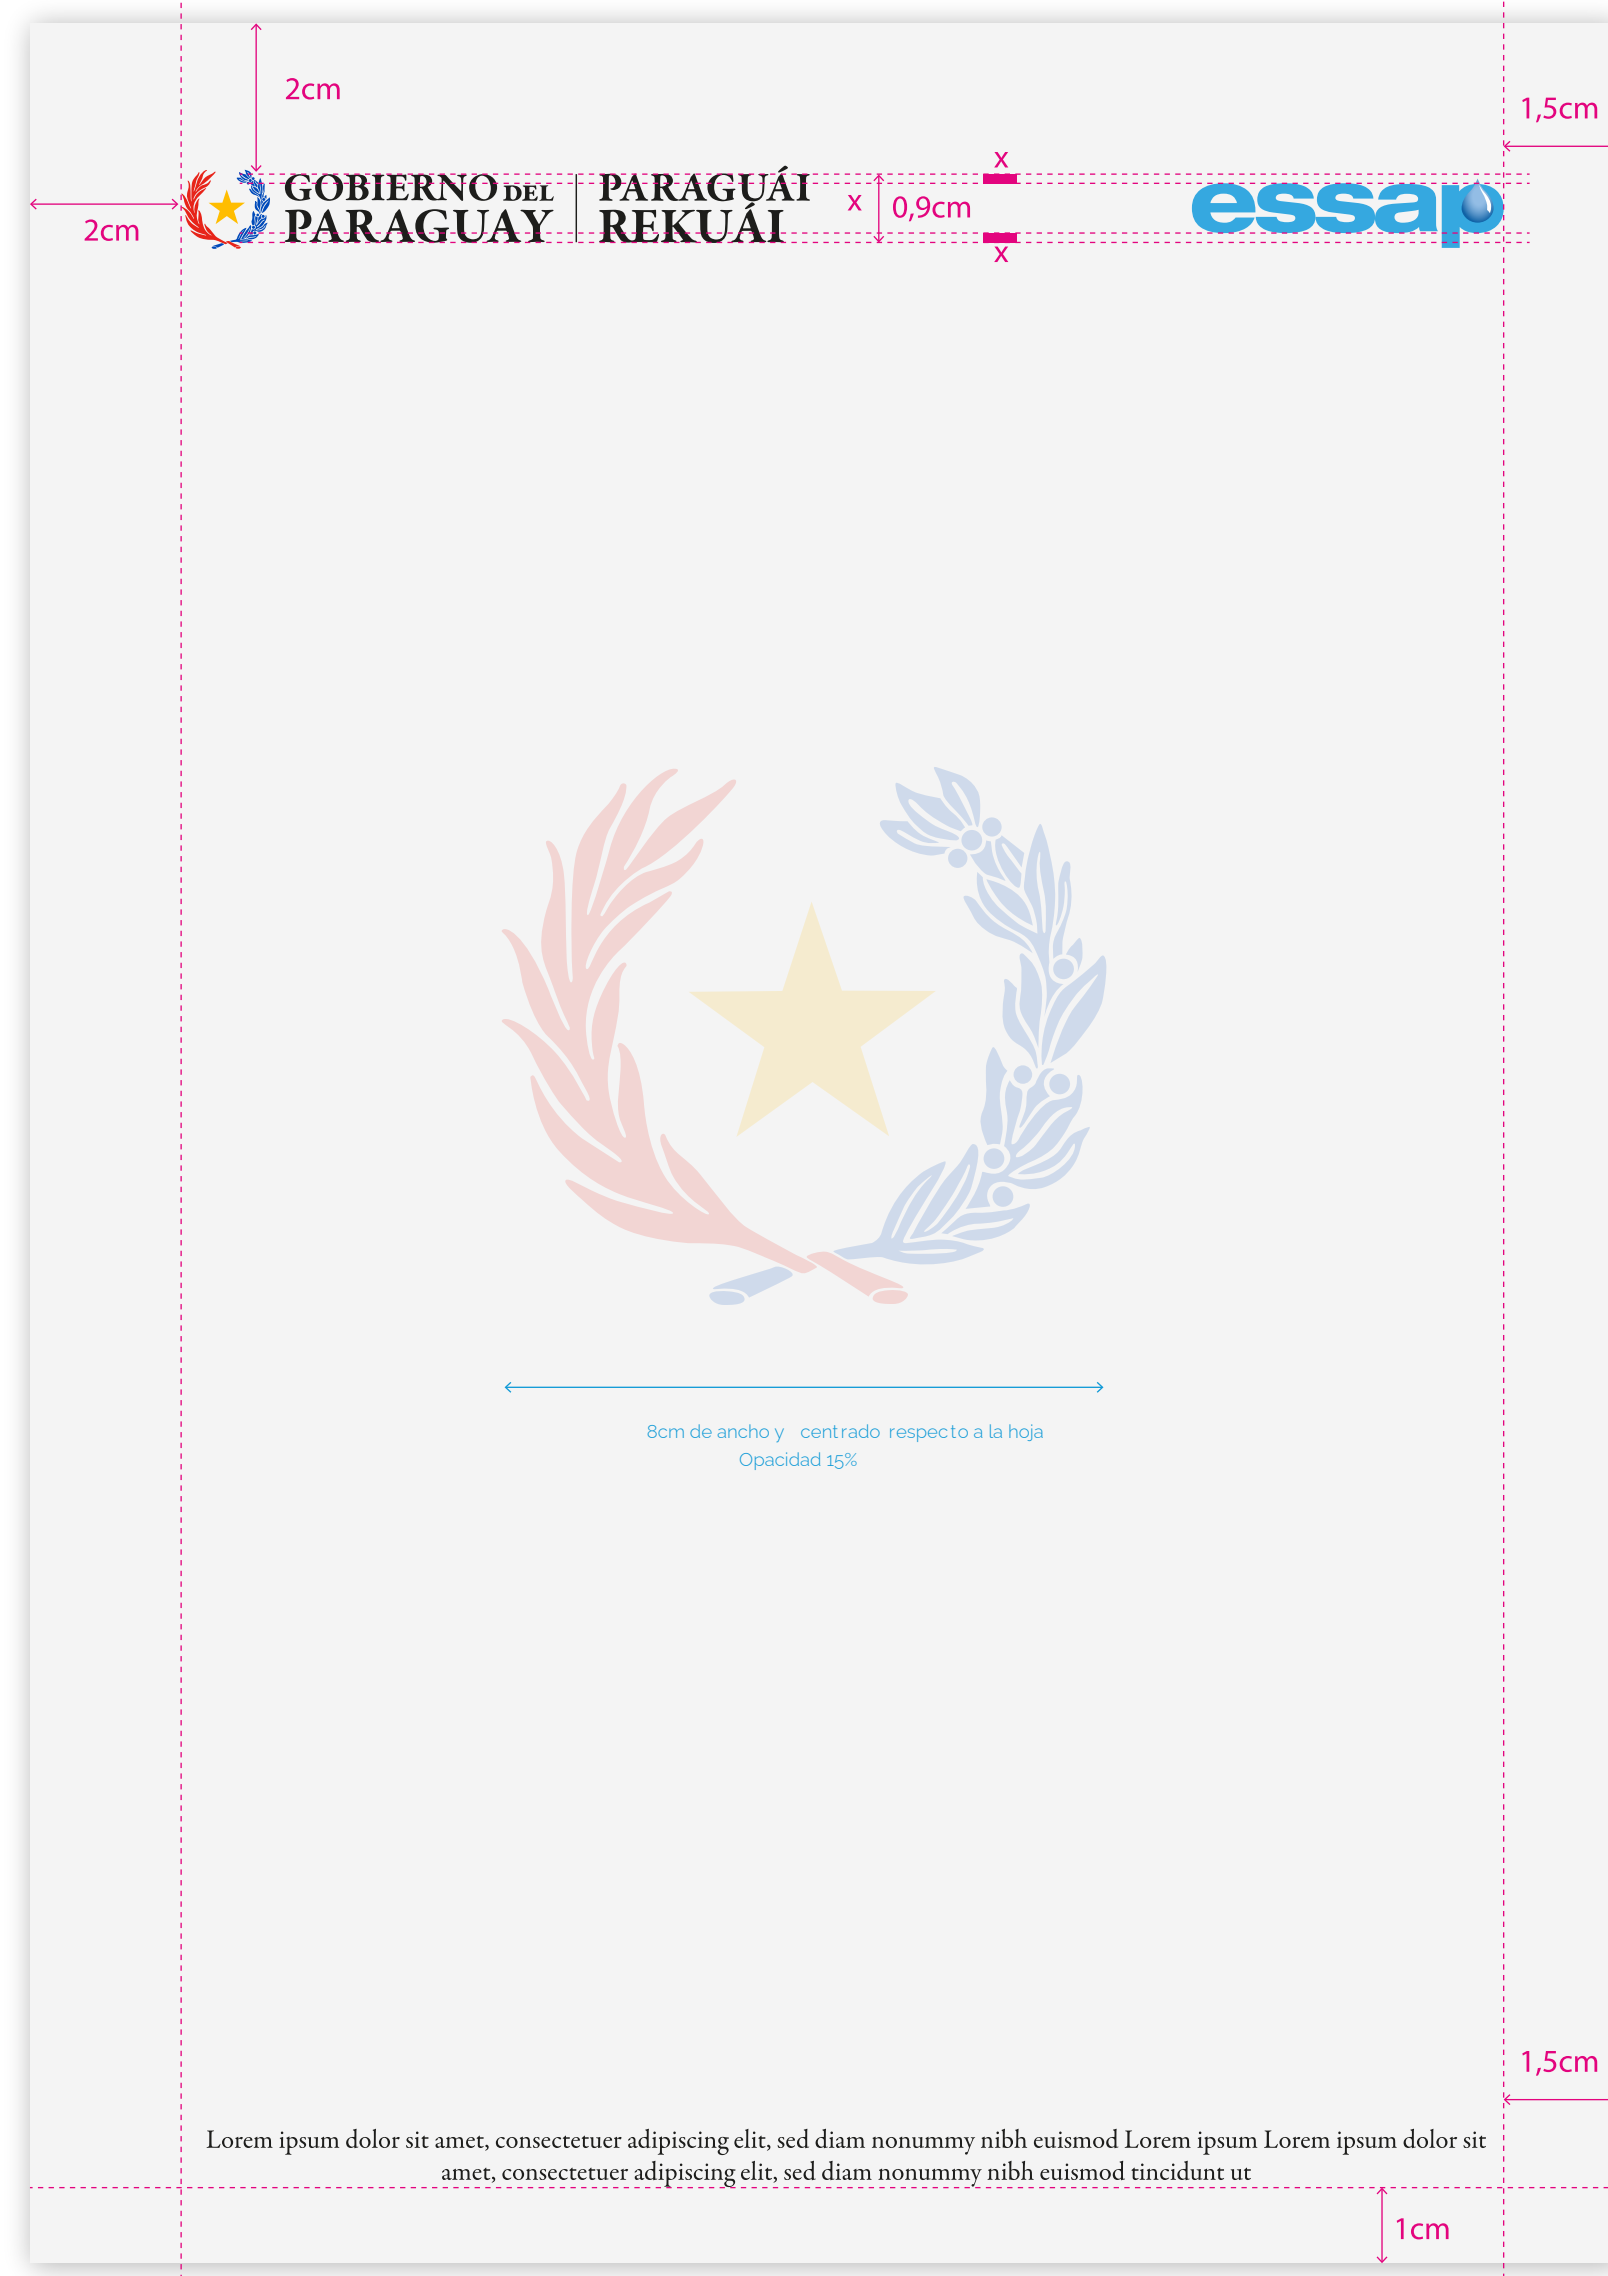 2cm
1,5cm
2cm
GOBIERNO DEL
PARAGUAY
PARAGUÁI
REKUÁI
x
x
0,9cm
x
essap
8cm de ancho y centrado respecto a la hoja
Opacidad 15%
1,5cm
Lorem ipsum dolor sit amet, consectetuer adipiscing elit, sed diam nonummy nibh euismod Lorem ipsum Lorem ipsum dolor sit
amet, consectetuer adipiscing elit, sed diam nonummy nibh euismod tincidunt ut
1cm